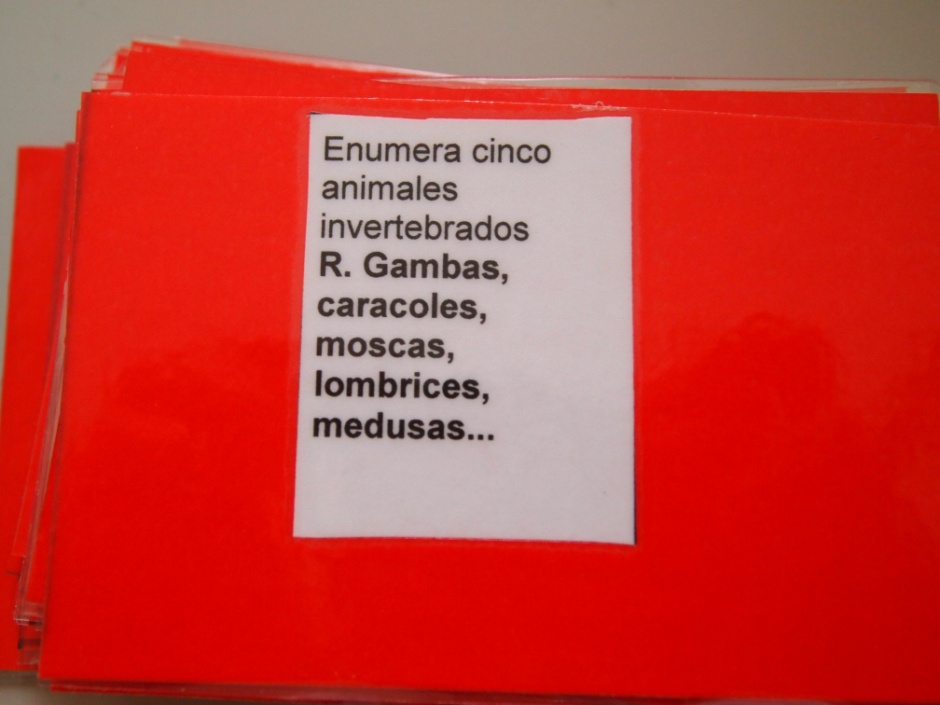 Enumera cinco
animales
invertebrados
R. Gambas,
caracoles,
moscas,
lombrices,
medusas...